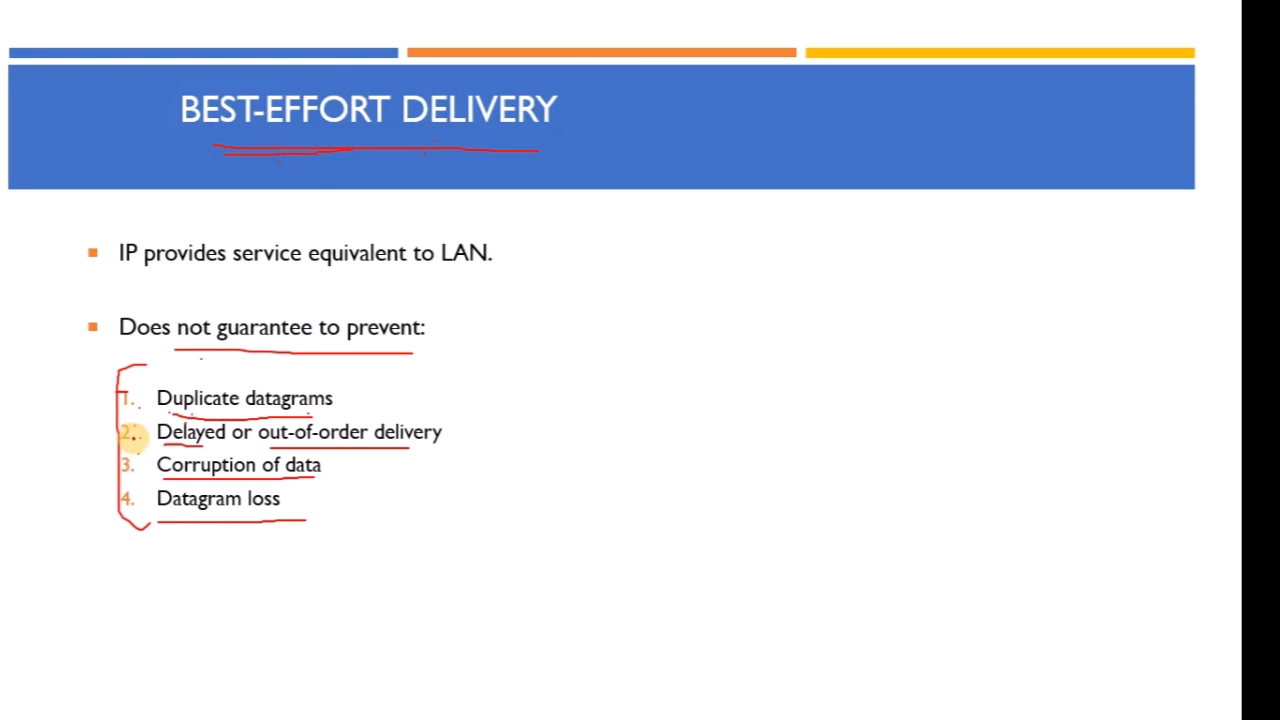 BEST-EFFORT DELIVERY
IP provides service equivalent to LAN.
Does not guarantee to prevent:
1. Duplicate datagrams
2. Delayed or out-of-order delivery
3. Corruption of data
4. Datagram loss